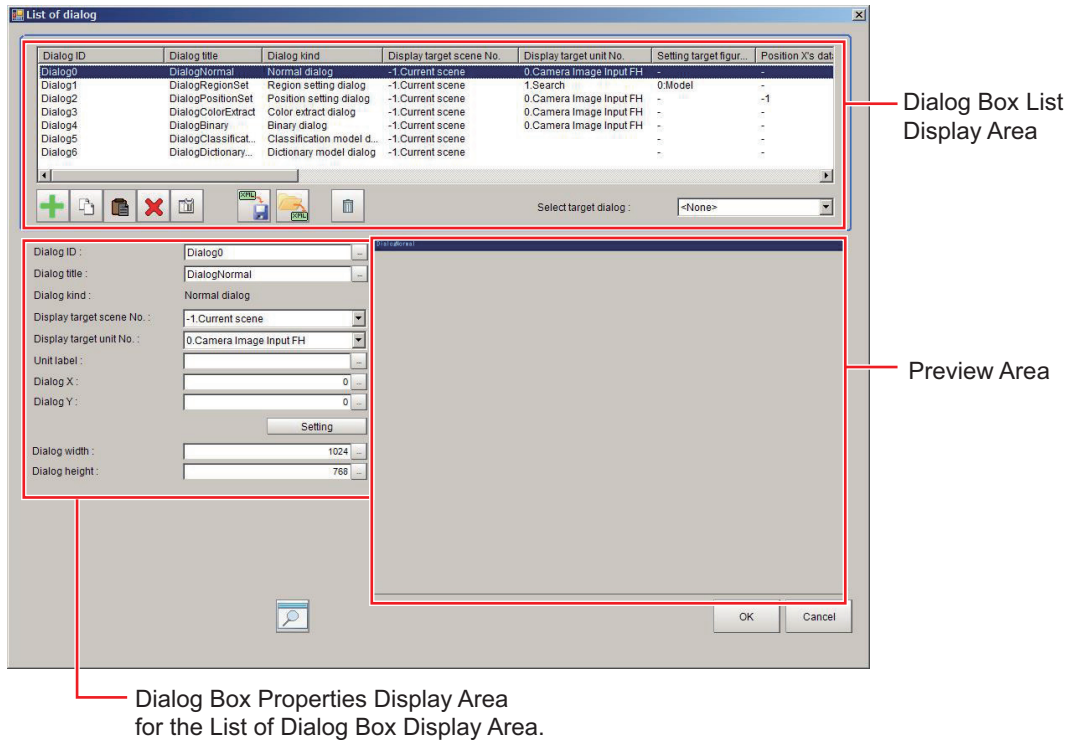 List of dialog
Dialog ID Dialog title Dialog kind Display target scene No. Display target unit No. Setting target figur... Position X's dat
Dialog0 DialogNormal Normal dialog -1.Current scene 0.Camera Image Input FH - -
Dialog1 DialogRegionSet Region setting dialog -1.Current scene 1.Search 0:Model -
Dialog2 DialogPositionSet Position setting dialog -1.Current scene 0.Camera Image Input FH - -1
Dialog3 DialogColorExtract Color extract dialog -1.Current scene 0.Camera Image Input FH - -
Dialog4 DialogBinary Binary dialog -1.Current scene 0.Camera Image Input FH - -
Dialog5 DialogClassificat... Classification model d... -1.Current scene - -
Dialog6 DialogDictionary... Dictionary model dialog -1.Current scene - -
Dialog Box List
Display Area
XML
XML
Select target dialog : <None>
Dialog ID : Dialog0 ...
DialogNormal
Dialog title : DialogNormal ...
Dialog kind : Normal dialog
Display target scene No. : -1.Current scene
Display target unit No. : 0.Camera Image Input FH
Unit label : ...
Dialog X : 0 ...
Dialog Y : 0 ...
Setting
Dialog width : 1024 ...
Dialog height : 768 ...
Preview Area
OK Cancel
Dialog Box Properties Display Area
for the List of Dialog Box Display Area.